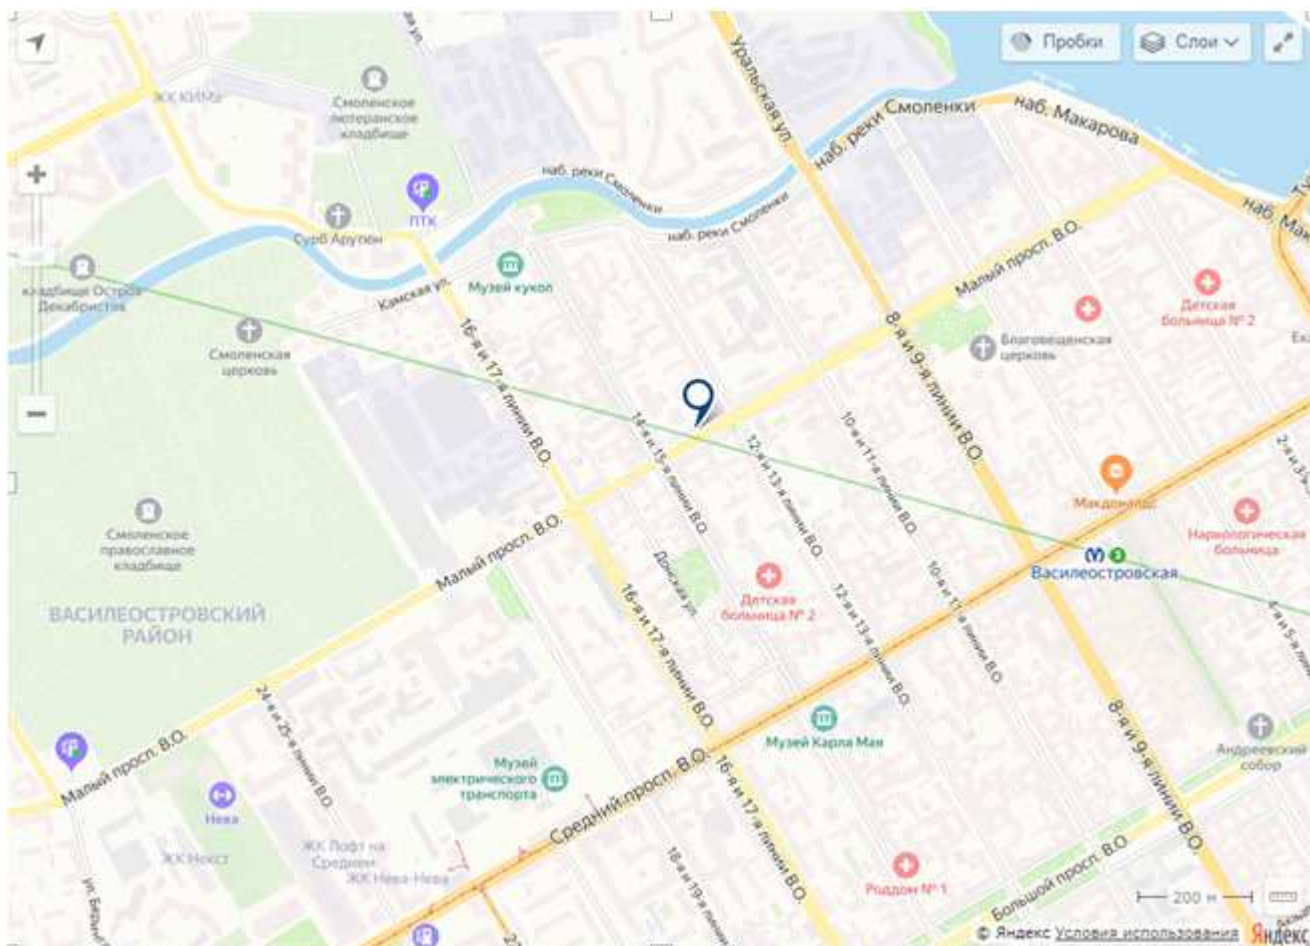 Пробки
Слои
ЖК КИМа
Смоленское
лютеранское
кладбище
Уральская ул.
наб. реки Смоленки
наб. Макарова
наб. реки Смоленки
наб. реки Смоленки
ПТК
Сурб Арутюн
кладбище Остров
Декабристов
Камская ул.
Музей кукол
Малый просп. В.О.
Детская
больница № 2
Смоленская
церковь
16-я и 17-я линии В.О.
8-я и 9-я линии В.О.
Благовещенская
церковь
14-я и 15-я линии В.О.
12-я и 13-я линии В.О.
10-я и 11-я линии В.О.
Макдоналдс
Смоленское
православное
кладбище
Малый просп. В.О.
Наркологическая
больница
Василеостровская
ВАСИЛЕОСТРОВСКИЙ
РАЙОН
Донская ул.
16-я и 17-я линии В.О.
Детская
больница № 2
12-я и 13-я линии В.О.
10-я и 11-я линии В.О.
24-я и 25-я линии В.О.
Малый просп. В.О.
Музей
электрического
транспорта
Музей Карла Мая
Андреевский
собор
8-я и 9-я линии В.О.
Средний просп. В.О.
16-я и 17-я линии В.О.
Нева
ЖК Некст
ЖК Лофт на
Среднем
ЖК Нева-Нева
Роддом № 1
Большой просп. В.О.
200 м
© Яндекс Условия использования Яндекс